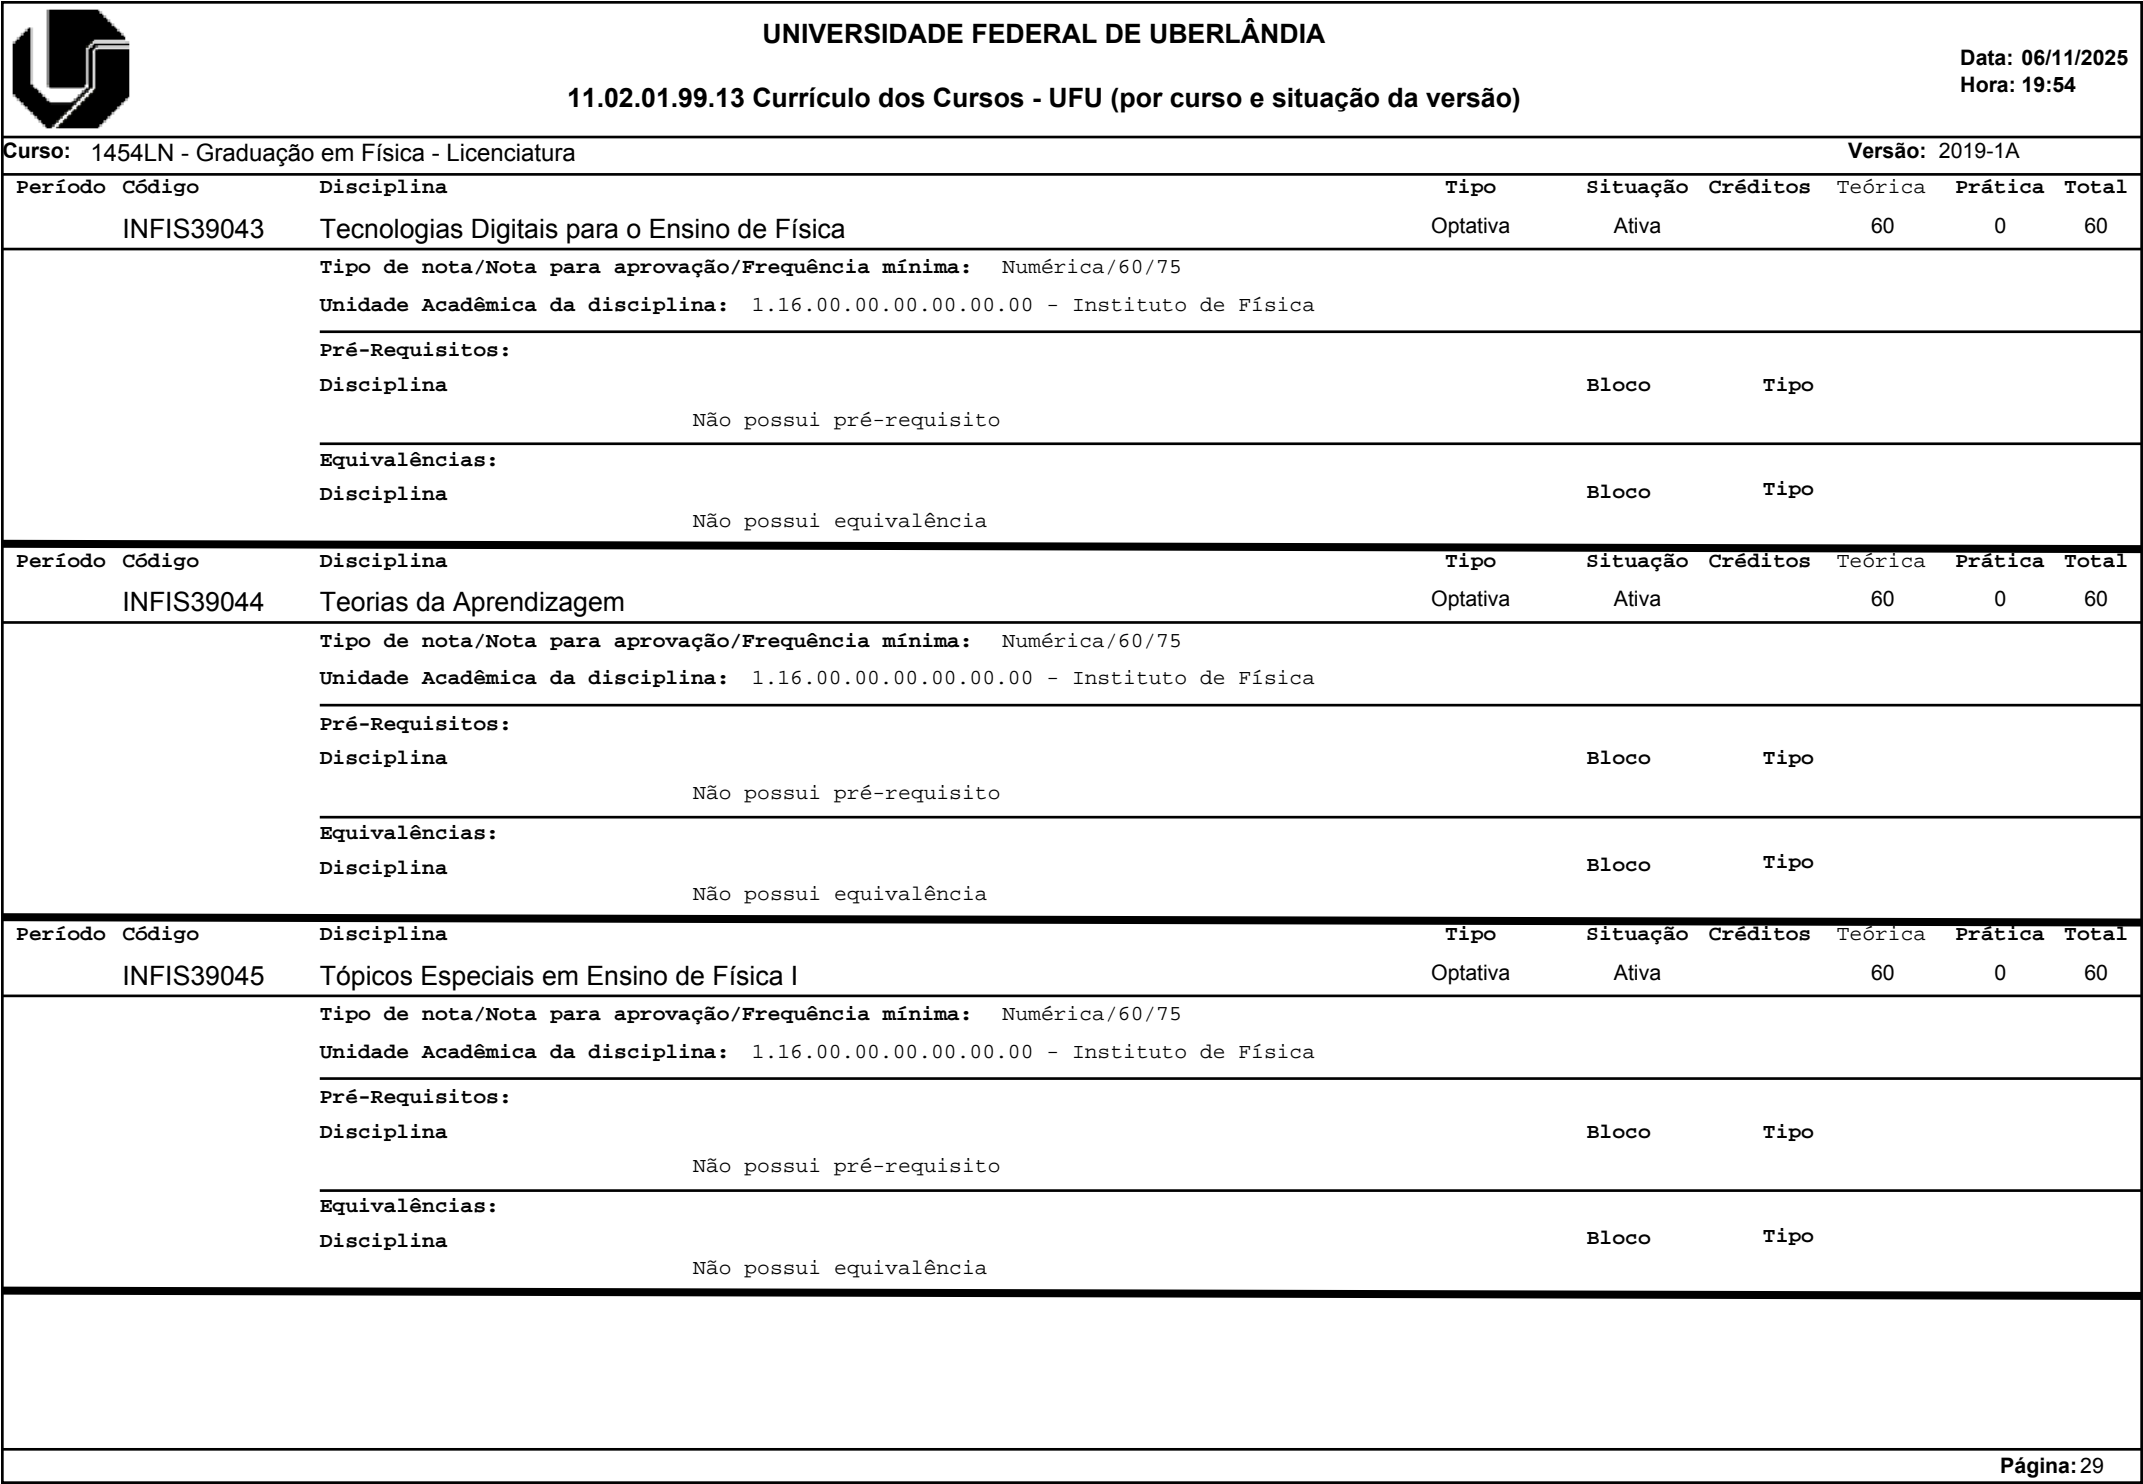 UNIVERSIDADE FEDERAL DE UBERLÂNDIA
Data: 06/11/2025
Hora: 19:54
11.02.01.99.13 Currículo dos Cursos - UFU (por curso e situação da versão)
Curso: 1454LN - Graduação em Física - Licenciatura Versão: 2019-1A
Período Código Disciplina Tipo Situação Créditos Teórica Prática Total
INFIS39043 Tecnologias Digitais para o Ensino de Física Optativa Ativa 60 0 60
Tipo de nota/Nota para aprovação/Frequência mínima: Numérica/60/75
Unidade Acadêmica da disciplina: 1.16.00.00.00.00.00.00 - Instituto de Física
Pré-Requisitos:
Disciplina Bloco Tipo
Não possui pré-requisito
Equivalências:
Disciplina Bloco Tipo
Não possui equivalência
Período Código Disciplina Tipo Situação Créditos Teórica Prática Total
INFIS39044 Teorias da Aprendizagem Optativa Ativa 60 0 60
Tipo de nota/Nota para aprovação/Frequência mínima: Numérica/60/75
Unidade Acadêmica da disciplina: 1.16.00.00.00.00.00.00 - Instituto de Física
Pré-Requisitos:
Disciplina Bloco Tipo
Não possui pré-requisito
Equivalências:
Disciplina Bloco Tipo
Não possui equivalência
Período Código Disciplina Tipo Situação Créditos Teórica Prática Total
INFIS39045 Tópicos Especiais em Ensino de Física I Optativa Ativa 60 0 60
Tipo de nota/Nota para aprovação/Frequência mínima: Numérica/60/75
Unidade Acadêmica da disciplina: 1.16.00.00.00.00.00.00 - Instituto de Física
Pré-Requisitos:
Disciplina Bloco Tipo
Não possui pré-requisito
Equivalências:
Disciplina Bloco Tipo
Não possui equivalência
Página: 29